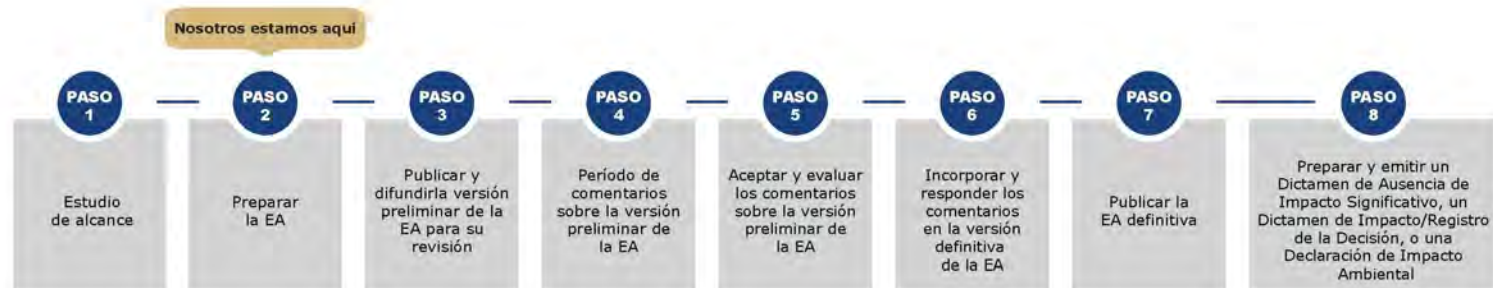 Nosotros estamos aquí
PASO
1
Estudio
de alcance
PASO
2
Preparar
la EA
PASO
3
Publicar y
difundirla versión
preliminar de la
EA para su
revisión
PASO
4
Período de
comentarios
sobre la versión
preliminar de
la EA
PASO
5
Aceptar y evaluar
los comentarios
sobre la versión
preliminar de
la EA
PASO
6
Incorporar y
responder los
comentarios
en la versión
definitiva
de la EA
PASO
7
Publicar la
EA definitiva
PASO
8
Preparar y emitir un
Dictamen de Ausencia de
Impacto Significativo, un
Dictamen de Impacto/Registro
de la Decisión, o una
Declaración de Impacto
Ambiental